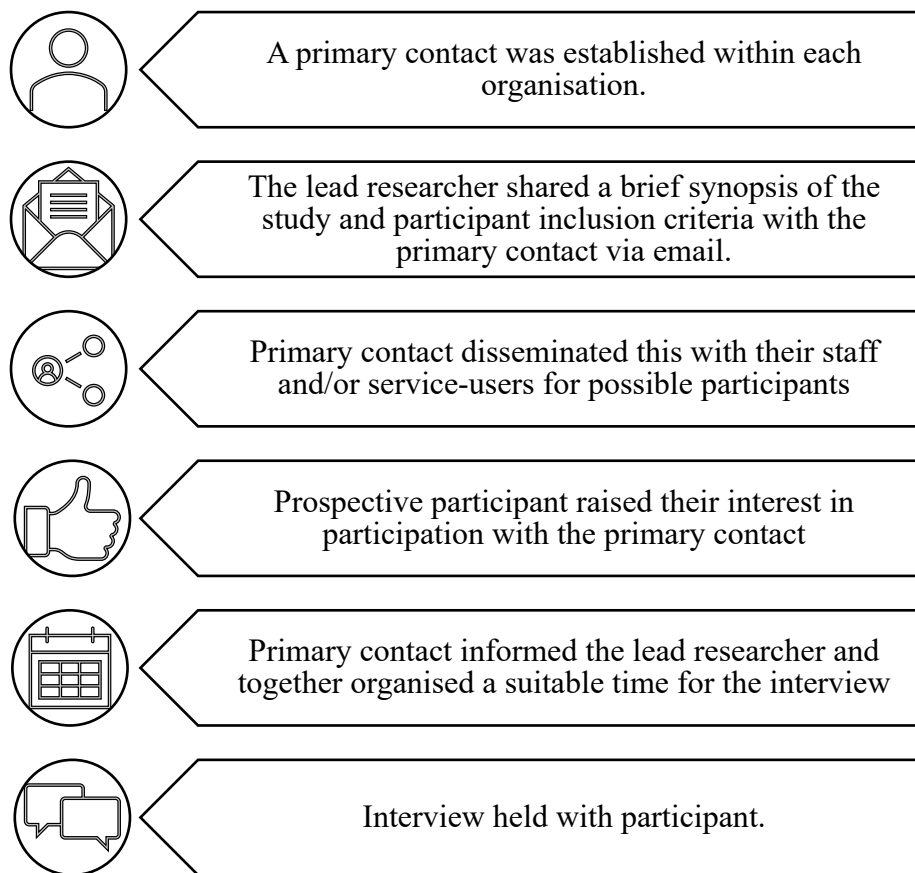 A primary contact was established within each
organisation.
The lead researcher shared a brief synopsis of the
study and participant inclusion criteria with the
primary contact via email.
Primary contact disseminated this with their staff
and/or service-users for possible participants
Prospective participant raised their interest in
participation with the primary contact
Primary contact informed the lead researcher and
together organised a suitable time for the interview
Interview held with participant.